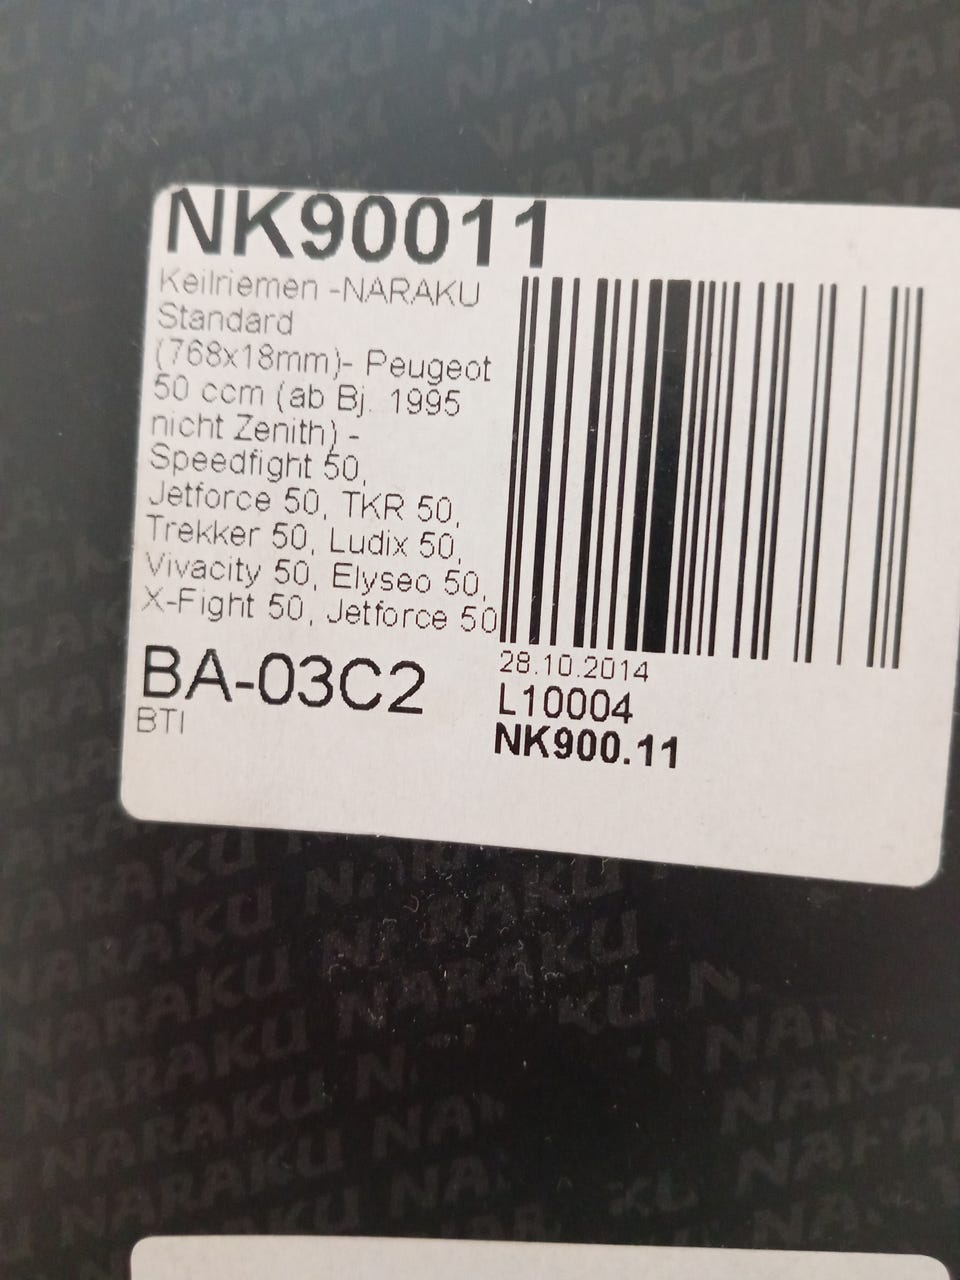 NK90011
Keilriemen -NARAKU
Standard
(768x18mm)- Peugeot
50 ccm (ab Bj. 1995
nicht Zenith) -
Speedfight 50,
Jetforce 50, TKR 50,
Trekker 50, Ludix 50,
Vivacity 50, Elyseo 50,
X-Fight 50, Jetforce 50
BA-03C2
BTI
28.10.2014
L10004
NK900.11